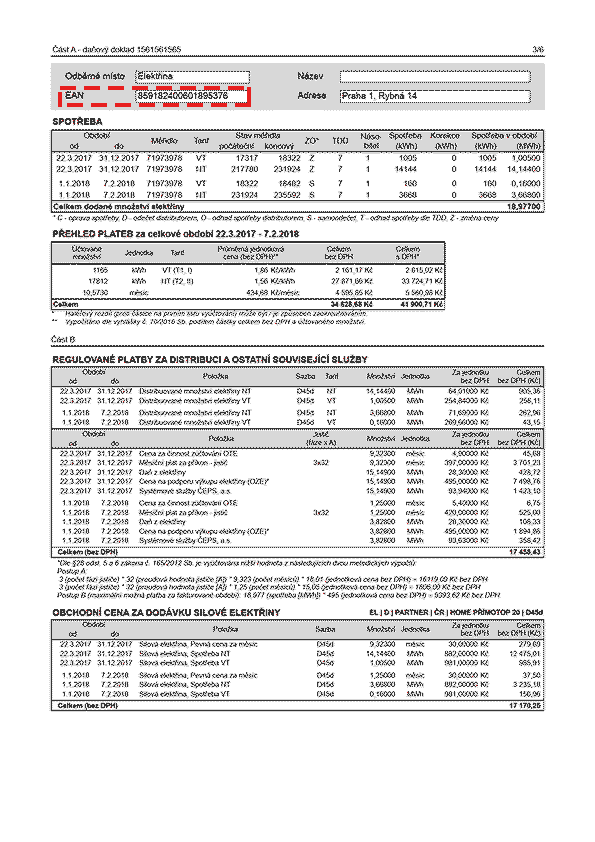 Část A - daňový doklad 1561561565 3/6
Odběrné místo Elektřina Název
EAN 859182400601895376 Adresa Praha 1, Rybná 14
SPOTŘEBA
Období Měřidlo Tarif Stav měřidla ZO* TDD Náso- Spotřeba Korekce Spotřeba v období
od do počáteční koncový bitel (kWh) (kWh) (kWh) (MWh)
22.3.2017 31.12.2017 71973978 VT 17317 18322 Z 7 1 1005 0 1005 1,00500
22.3.2017 31.12.2017 71973978 NT 217780 231924 Z 7 1 14144 0 14144 14,14400
1.1.2018 7.2.2018 71973978 VT 18322 18482 S 7 1 160 0 160 0,16000
1.1.2018 7.2.2018 71973978 NT 231924 235592 S 7 1 3668 0 3668 3,66800
Celkem dodané množství elektřiny 18,97700
PŘEHLED PLATEB za celkové období 22.3.2017 - 7.2.2018
Účtované Jednotka Tarif Průměrná jednotková Celkem Celkem
množství cena (bez DPH)** bez DPH s DPH*
1165 kWh VT (T1, I) 1,86 Kč/kWh 2 161,17 Kč 2 615,02 Kč
17812 kWh NT (T2, II) 1,56 Kč/kWh 27 871,66 Kč 33 724,71 Kč
10,5730 měsíc 434,68 Kč/měsíc 4 595,85 Kč 5 560,98 Kč
Celkem 34 628,68 Kč 41 900,71 Kč
* Haléřový rozdíl (proti částce na prvním listu vyúčtování) může být i je způsoben zaokrouhlováním.
** Vypočítáno dle vyhlášky č. 70/2016 Sb. podílem částky celkem bez DPH a účtovaného množství.
Část B
REGULOVANÉ PLATBY ZA DISTRIBUCI A OSTATNÍ SOUVISEJÍCÍ SLUŽBY
Období Položka Sazba Tarif Množství Jednotka Za jednotku Celkem
od do bez DPH bez DPH (Kč)
22.3.2017 31.12.2017 Distribuované množství elektřiny NT D45d NT 14,14400 MWh 64,01000 Kč 905,36
22.3.2017 31.12.2017 Distribuované množství elektřiny VT D45d VT 1,00500 MWh 254,84000 Kč 256,11
1.1.2018 7.2.2018 Distribuované množství elektřiny NT D45d NT 3,66800 MWh 71,69000 Kč 262,96
1.1.2018 7.2.2018 Distribuované množství elektřiny VT D45d VT 0,16000 MWh 269,66000 Kč 43,15
Období Položka Jistič Množství Jednotka Za jednotku Celkem
od do (fáze x A) bez DPH bez DPH (Kč)
22.3.2017 31.12.2017 Cena za činnost zúčtování OTE 9,32300 měsíc 4,90000 Kč 45,68
22.3.2017 31.12.2017 Měsíční plat za příkon - jistič 3x32 9,32300 měsíc 397,00000 Kč 3 701,23
22.3.2017 31.12.2017 Daň z elektřiny 15,14900 MWh 28,30000 Kč 428,72
22.3.2017 31.12.2017 Cena na podporu výkupu elektřiny (OZE)* 15,14900 MWh 495,00000 Kč 7 498,76
22.3.2017 31.12.2017 Systémové služby ČEPS, a.s. 15,14900 MWh 93,94000 Kč 1 423,10
1.1.2018 7.2.2018 Cena za činnost zúčtování OTE 1,25000 měsíc 5,40000 Kč 6,75
1.1.2018 7.2.2018 Měsíční plat za příkon - jistič 3x32 1,25000 měsíc 420,00000 Kč 525,00
1.1.2018 7.2.2018 Daň z elektřiny 3,82800 MWh 28,30000 Kč 108,33
1.1.2018 7.2.2018 Cena na podporu výkupu elektřiny (OZE)* 3,82800 MWh 495,00000 Kč 1 894,86
1.1.2018 7.2.2018 Systémové služby ČEPS, a.s. 3,82800 MWh 93,63000 Kč 358,42
Celkem (bez DPH) 17 458,43
*Dle §28 odst. 5 a 6 zákona č. 165/2012 Sb. je vyúčtována nižší hodnota z následujících dvou metodických výpočtů:
Postup A
3 (počet fází jističe) * 32 (proudová hodnota jističe [A]) * 9,323 (počet měsíců) * 18,01 (jednotková cena bez DPH) = 16119,09 Kč bez DPH
3 (počet fází jističe) * 32 (proudová hodnota jističe [A]) * 1,25 (počet měsíců) * 15,05 (jednotková cena bez DPH) = 1806,00 Kč bez DPH
Postup B (maximální možná platba za fakturované období): 18,977 (spotřeba [MWh]) * 495 (jednotková cena bez DPH) = 9393,62 Kč bez DPH
OBCHODNÍ CENA ZA DODÁVKU SILOVÉ ELEKTŘINY EL | D | PARTNER | ČR | HOME PŘÍMOTOP 20 | D45d
Období Položka Sazba Množství Jednotka Za jednotku Celkem
od do bez DPH bez DPH (Kč)
22.3.2017 31.12.2017 Silová elektřina, Pevná cena za měsíc D45d 9,32300 měsíc 30,00000 Kč 279,69
22.3.2017 31.12.2017 Silová elektřina, Spotřeba NT D45d 14,14400 MWh 882,00000 Kč 12 475,01
22.3.2017 31.12.2017 Silová elektřina, Spotřeba VT D45d 1,00500 MWh 981,00000 Kč 985,91
1.1.2018 7.2.2018 Silová elektřina, Pevná cena za měsíc D45d 1,25000 měsíc 30,00000 Kč 37,50
1.1.2018 7.2.2018 Silová elektřina, Spotřeba NT D45d 3,66800 MWh 882,00000 Kč 3 235,18
1.1.2018 7.2.2018 Silová elektřina, Spotřeba VT D45d 0,16000 MWh 981,00000 Kč 156,96
Celkem (bez DPH) 17 170,25